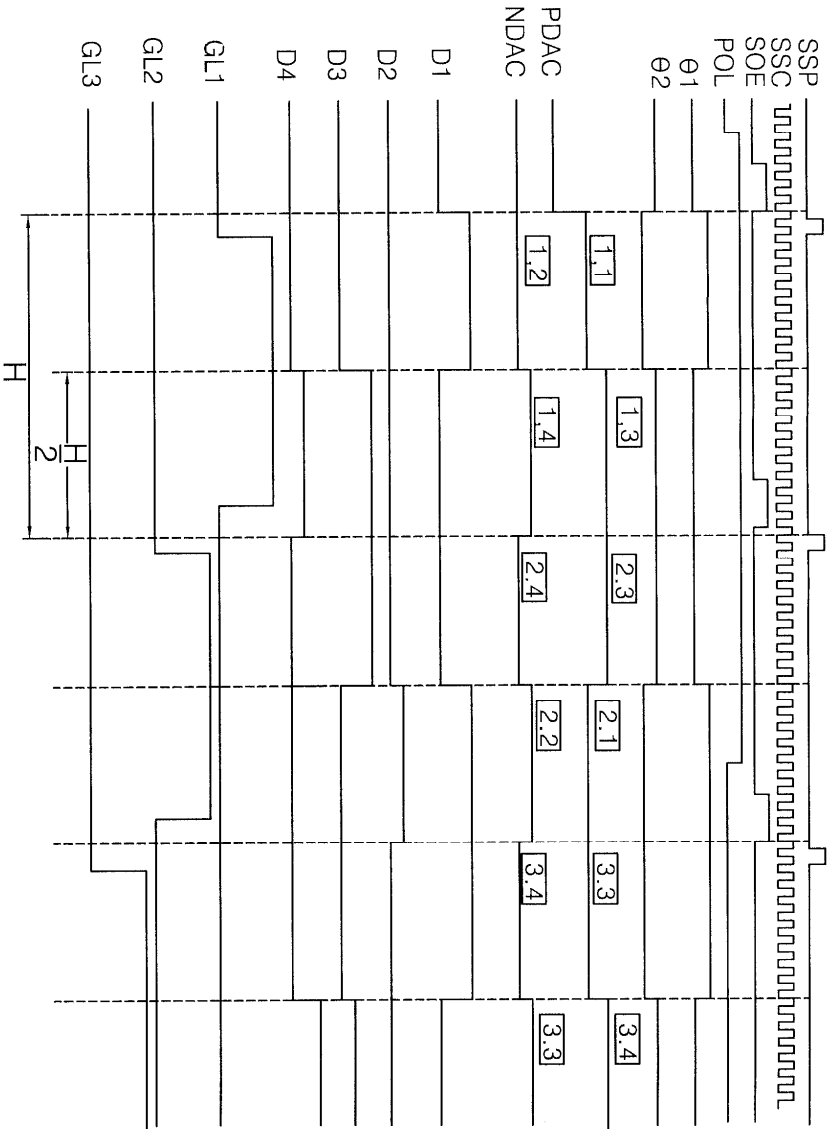 SSP
SSC
SOE
POL
θ1
θ2
PDAC
NDAC
D1
D2
D3
D4
GL1
GL2
GL3
1,1
1,3
2.3
2.1
3.3
3.4
1,2
1,4
2.4
2.2
3.4
3.3
H
H
2